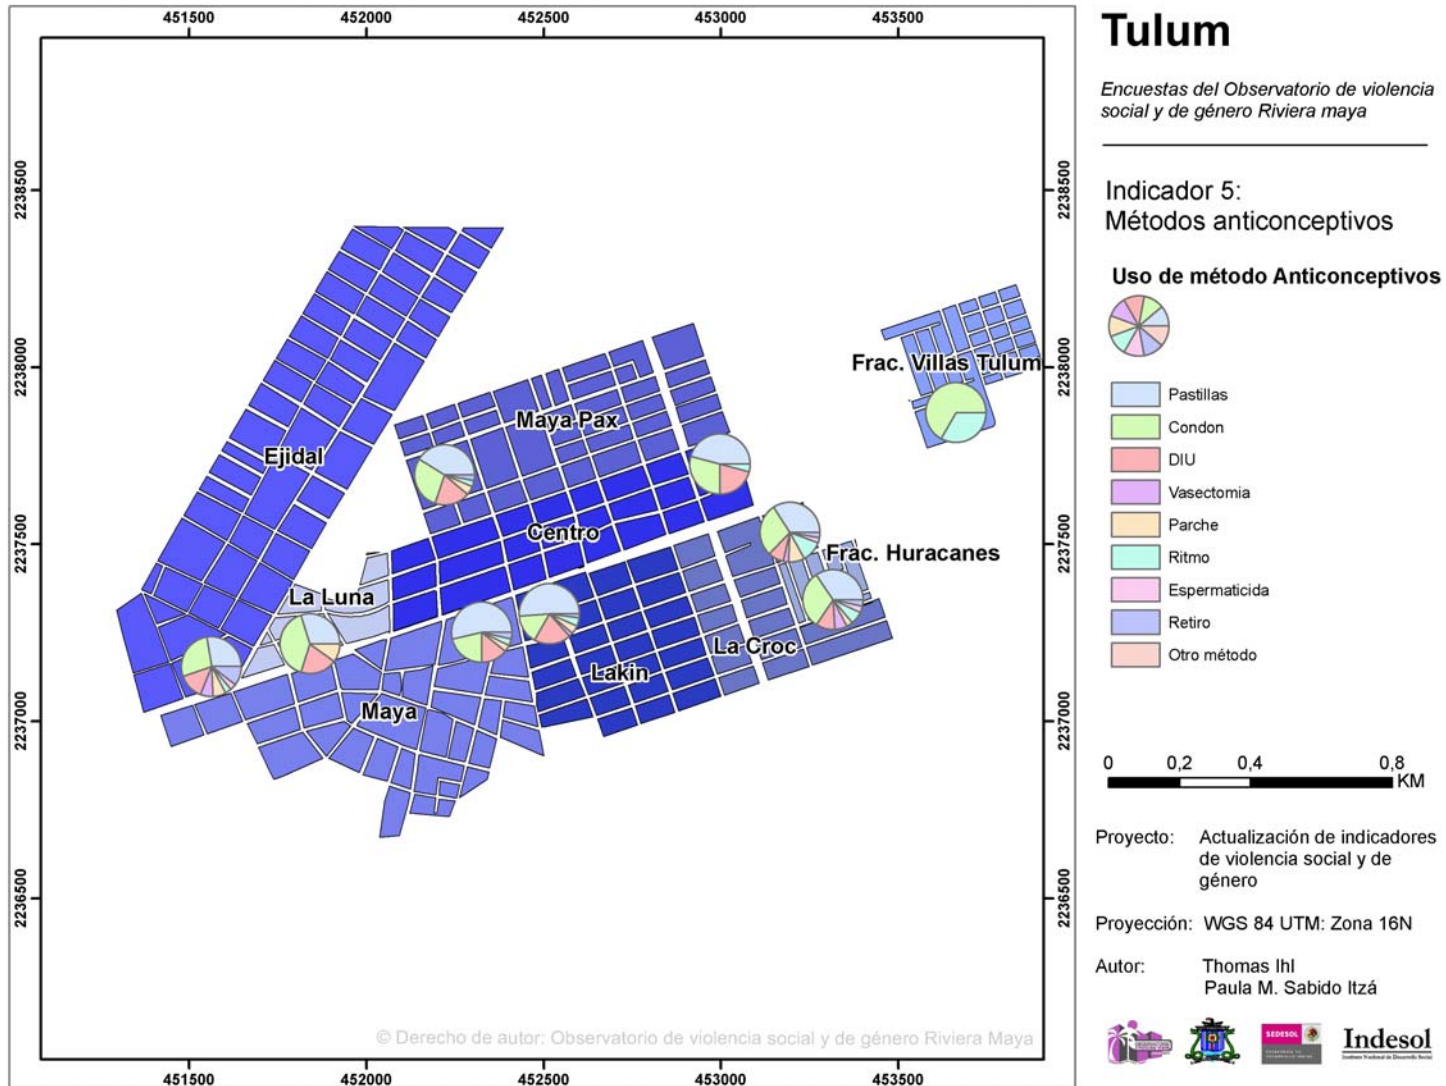 451500 452000 452500 453000 453500
Tulum
Encuestas del Observatorio de violencia
social y de género Riviera maya
Indicador 5:
Métodos anticonceptivos
Uso de método Anticonceptivos
Pastillas
Condon
DIU
Vasectomia
Parche
Ritmo
Espermaticida
Retiro
Otro método
0 0,2 0,4 0,8
KM
Proyecto: Actualización de indicadores
de violencia social y de
género
Proyección: WGS 84 UTM: Zona 16N
Autor: Thomas Ihl
Paula M. Sabido Itzá
SEDESOL
Indesol
2238500
2238000
2237500
2237000
2236500
2238500
2238000
2237500
2237000
2236500
Frac. Villas Tulum
Maya Pax
Ejidal
Centro
Frac. Huracanes
La Luna
La Croc
Lakin
Maya
© Derecho de autor: Observatorio de violencia social y de género Riviera Maya
451500 452000 452500 453000 453500